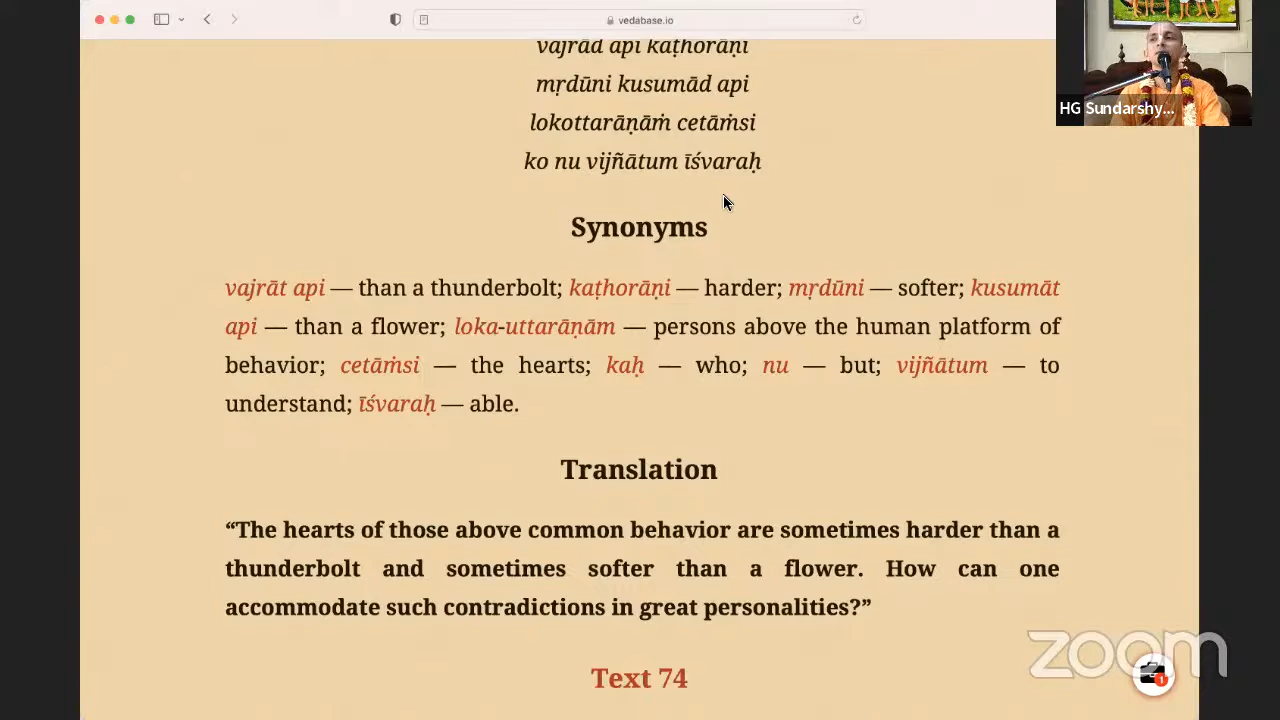 vedabase.io
vajrād api kaṭhorāṇi
mṛdūni kusumād api
lokottarāṇāṁ cetāṁsi
ko nu vijñātum īśvaraḥ
HG Sundarshy...
Synonyms
vajrāt api — than a thunderbolt; kaṭhorāṇi — harder; mṛdūni — softer; kusumāt
api — than a flower; loka-uttarāṇām — persons above the human platform of
behavior; cetāṁsi — the hearts; kaḥ — who; nu — but; vijñātum — to
understand; īśvaraḥ — able.
Translation
“The hearts of those above common behavior are sometimes harder than a
thunderbolt and sometimes softer than a flower. How can one
accommodate such contradictions in great personalities?”
Text 74
zoom
1